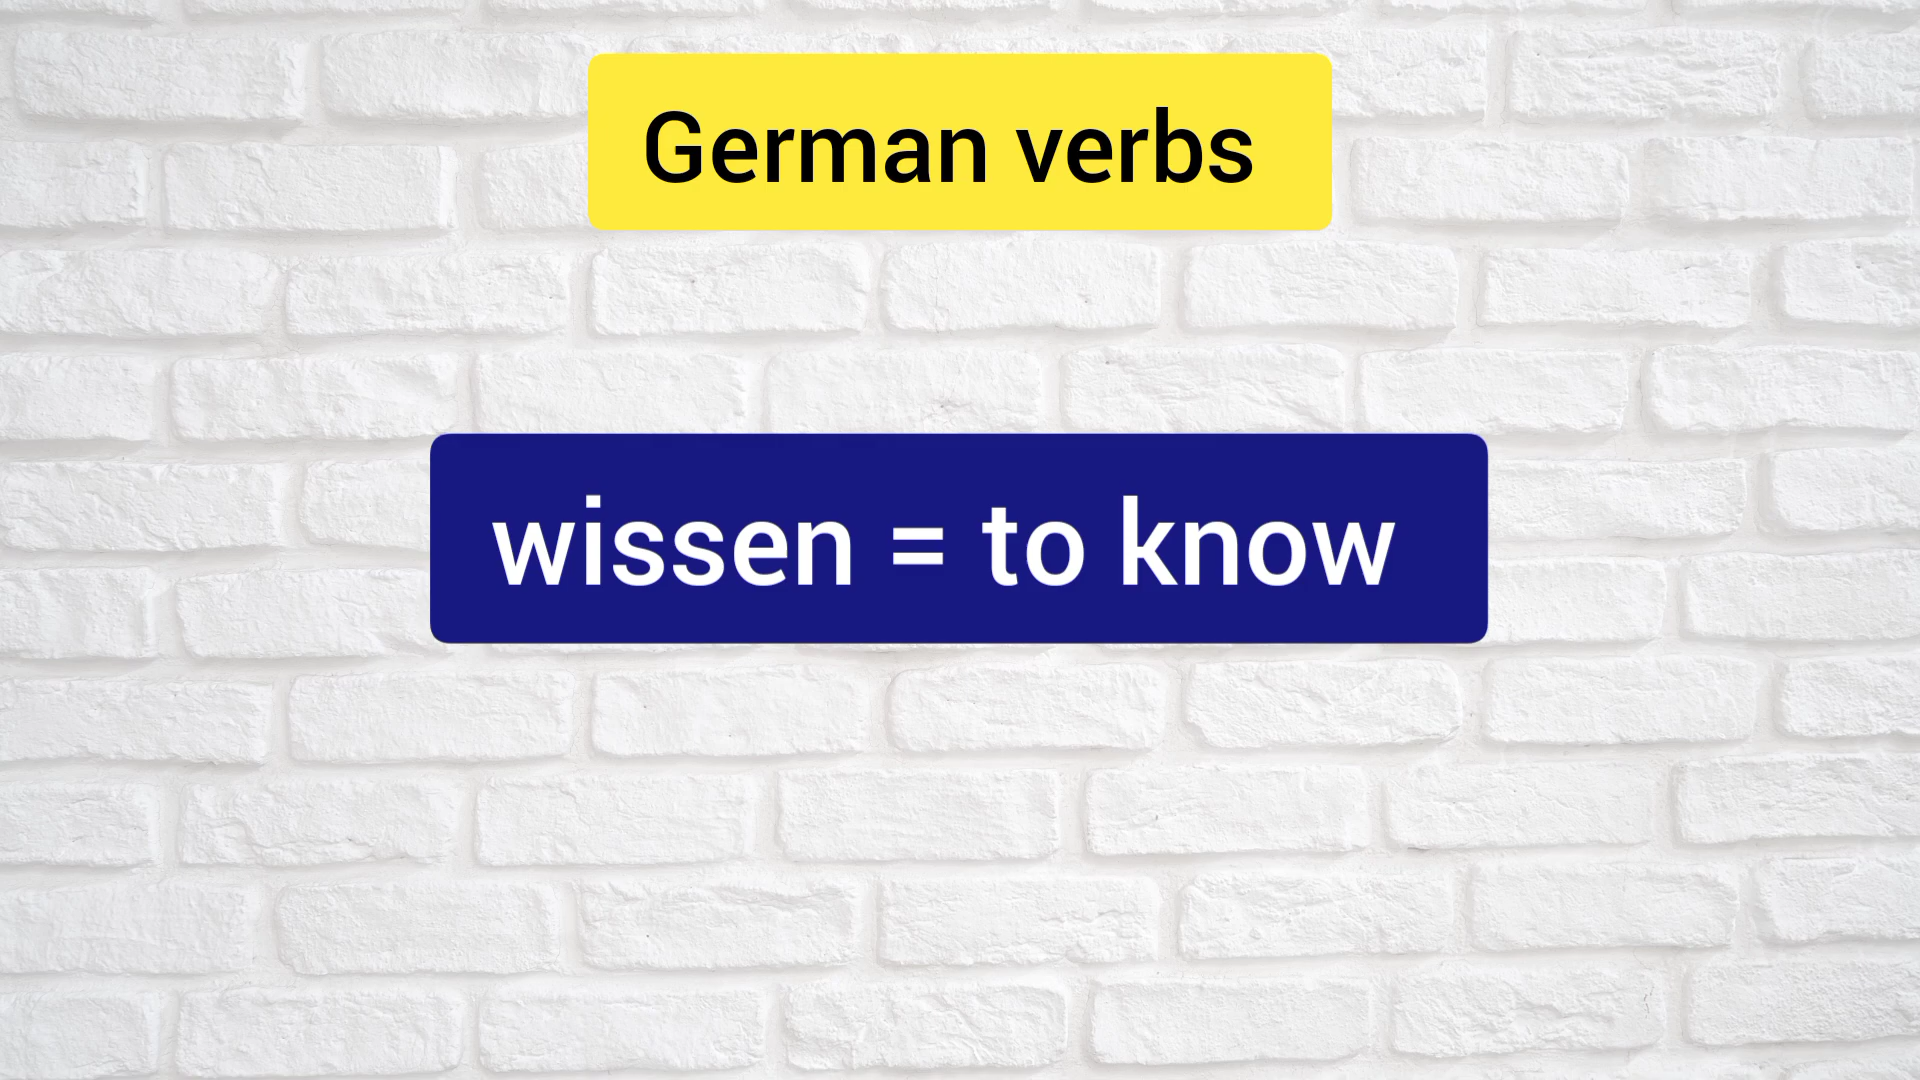 German verbs
wissen = to know